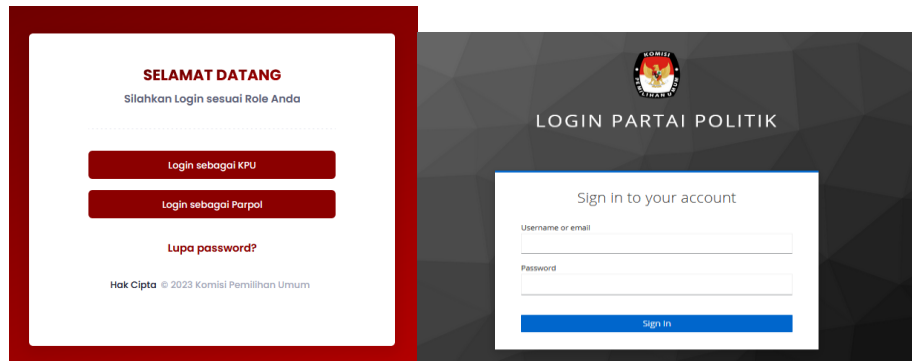 SELAMAT DATANG
Silahkan Login sesuai Role Anda
Login sebagai KPU
Login sebagai Parpol
Lupa password?
Hak Cipta © 2023 Komisi Pemilihan Umum
KOMISI
PEMILIHAN UMUM
LOGIN PARTAI POLITIK
Sign in to your account
Username or email
Password
Sign In